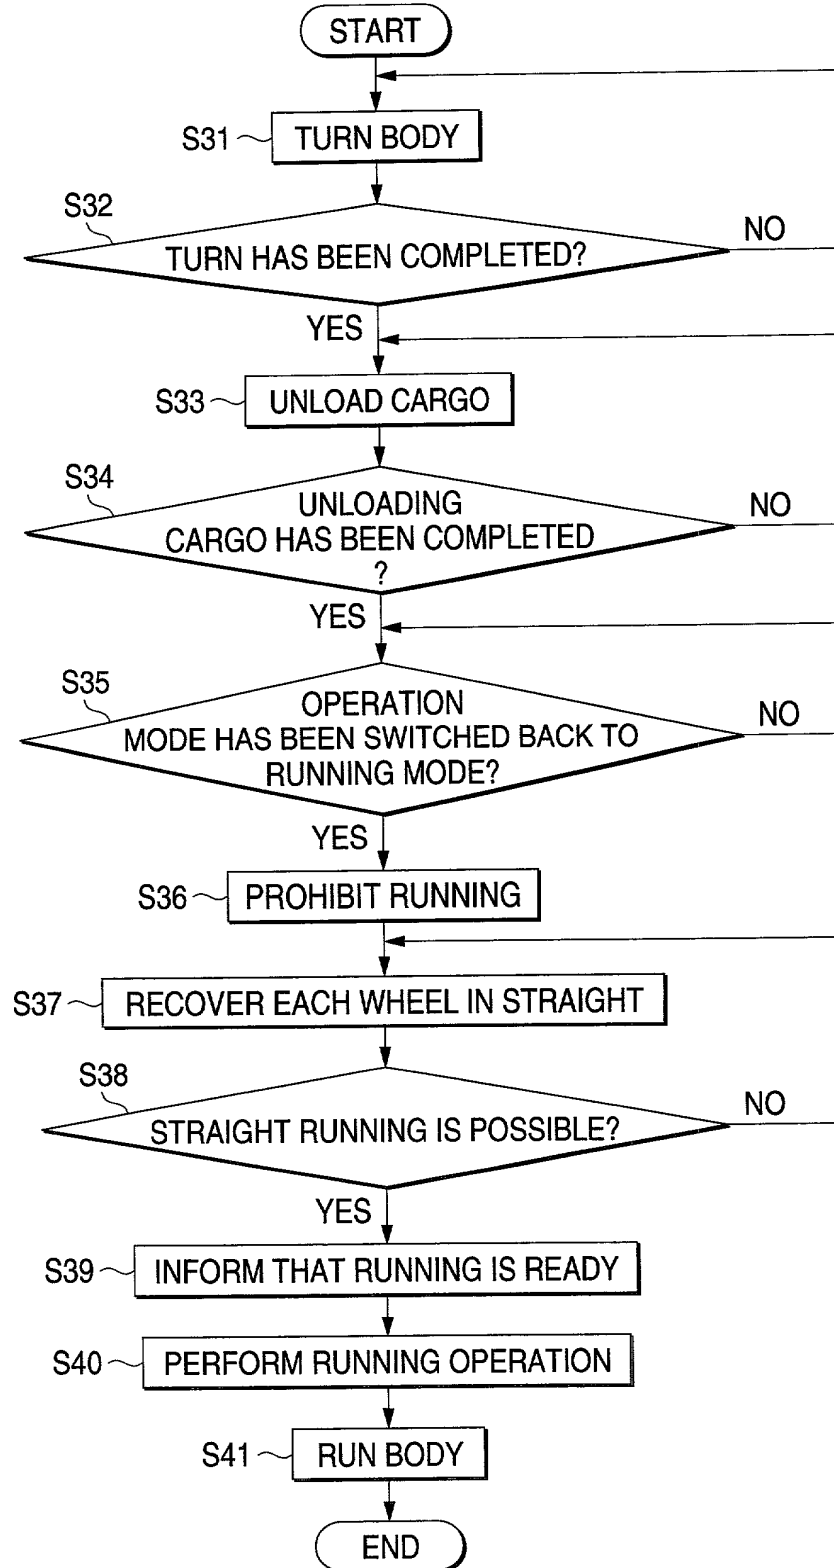 START
S31
TURN BODY
S32
TURN HAS BEEN COMPLETED?
NO
YES
S33
UNLOAD CARGO
S34
UNLOADING
CARGO HAS BEEN COMPLETED
?
NO
YES
S35
OPERATION
MODE HAS BEEN SWITCHED BACK TO
RUNNING MODE?
NO
YES
S36
PROHIBIT RUNNING
S37
RECOVER EACH WHEEL IN STRAIGHT
S38
STRAIGHT RUNNING IS POSSIBLE?
NO
YES
S39
INFORM THAT RUNNING IS READY
S40
PERFORM RUNNING OPERATION
S41
RUN BODY
END